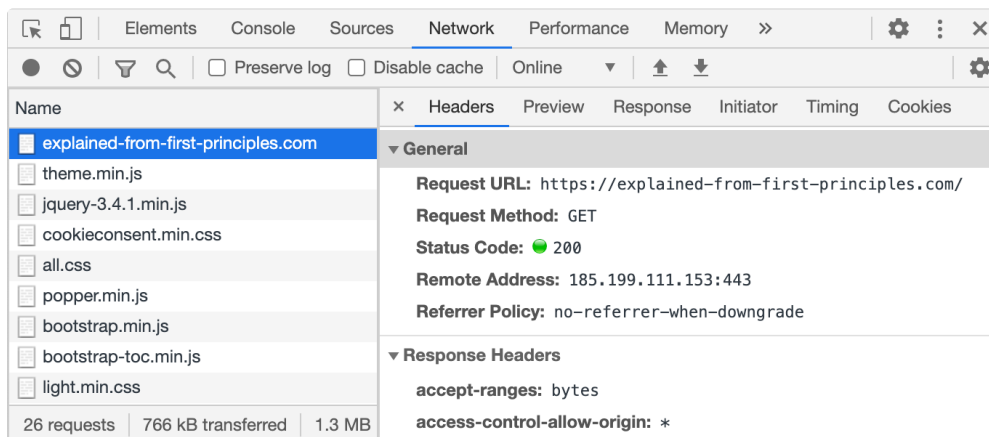 Elements Console Sources Network Performance Memory »
Preserve log Disable cache Online
Name
Headers Preview Response Initiator Timing Cookies
explained-from-first-principles.com
theme.min.js
jquery-3.4.1.min.js
cookieconsent.min.css
all.css
popper.min.js
bootstrap.min.js
bootstrap-toc.min.js
light.min.css
26 requests 766 kB transferred 1.3 MB
General
Request URL: https://explained-from-first-principles.com/
Request Method: GET
Status Code: 200
Remote Address: 185.199.111.153:443
Referrer Policy: no-referrer-when-downgrade
Response Headers
accept-ranges: bytes
access-control-allow-origin: *